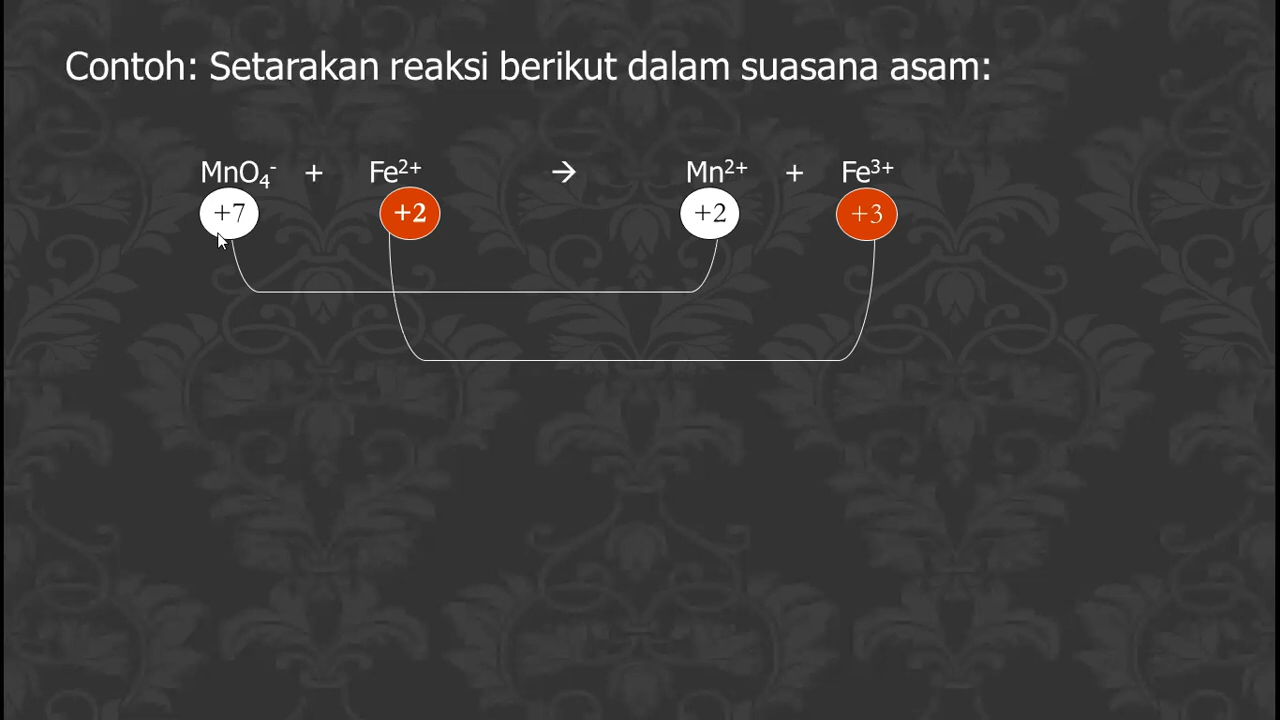 Contoh: Setarakan reaksi berikut dalam suasana asam:
MnO₄⁻ + Fe²⁺ → Mn²⁺ + Fe³⁺
+7 +2 +2 +3